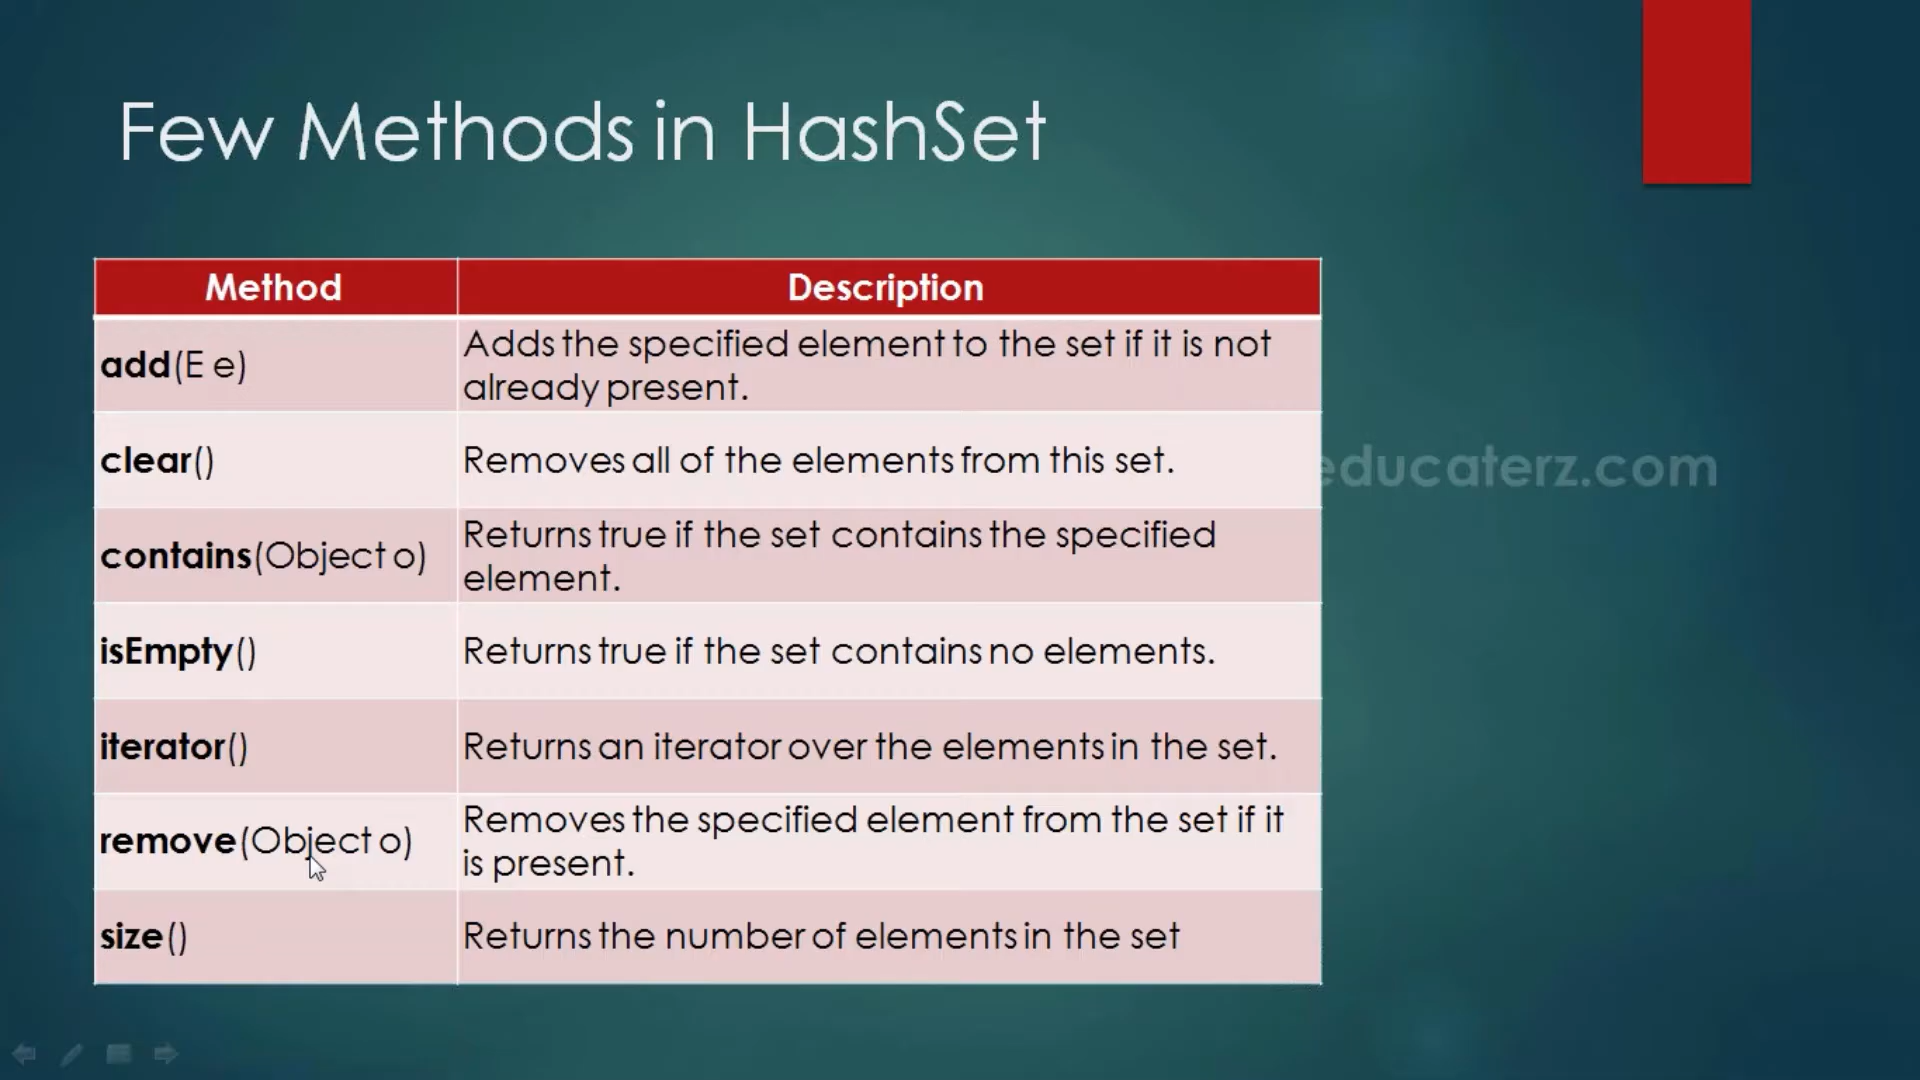 Few Methods in HashSet
Method Description
add(E e) Adds the specified element to the set if it is not
already present.
clear() Removes all of the elements from this set.
contains(Object o) Returns true if the set contains the specified
element.
isEmpty() Returns true if the set contains no elements.
iterator() Returns an iterator over the elements in the set.
remove(Object o) Removes the specified element from the set if it
is present.
size() Returns the number of elements in the set
educaterz.com